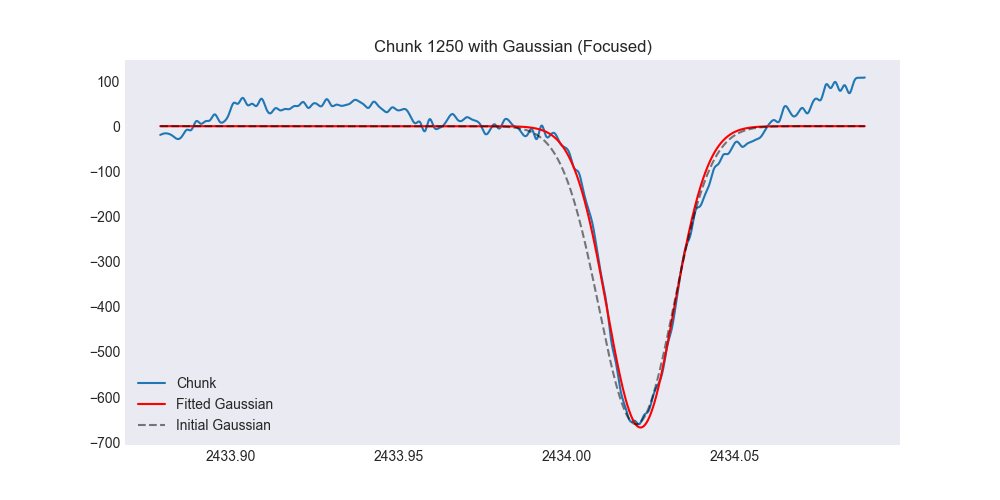 Chunk 1250 with Gaussian (Focused)
100
0
−100
−200
−300
−400
−500
−600
−700
Chunk
Fitted Gaussian
Initial Gaussian
2433.90 2433.95 2434.00 2434.05